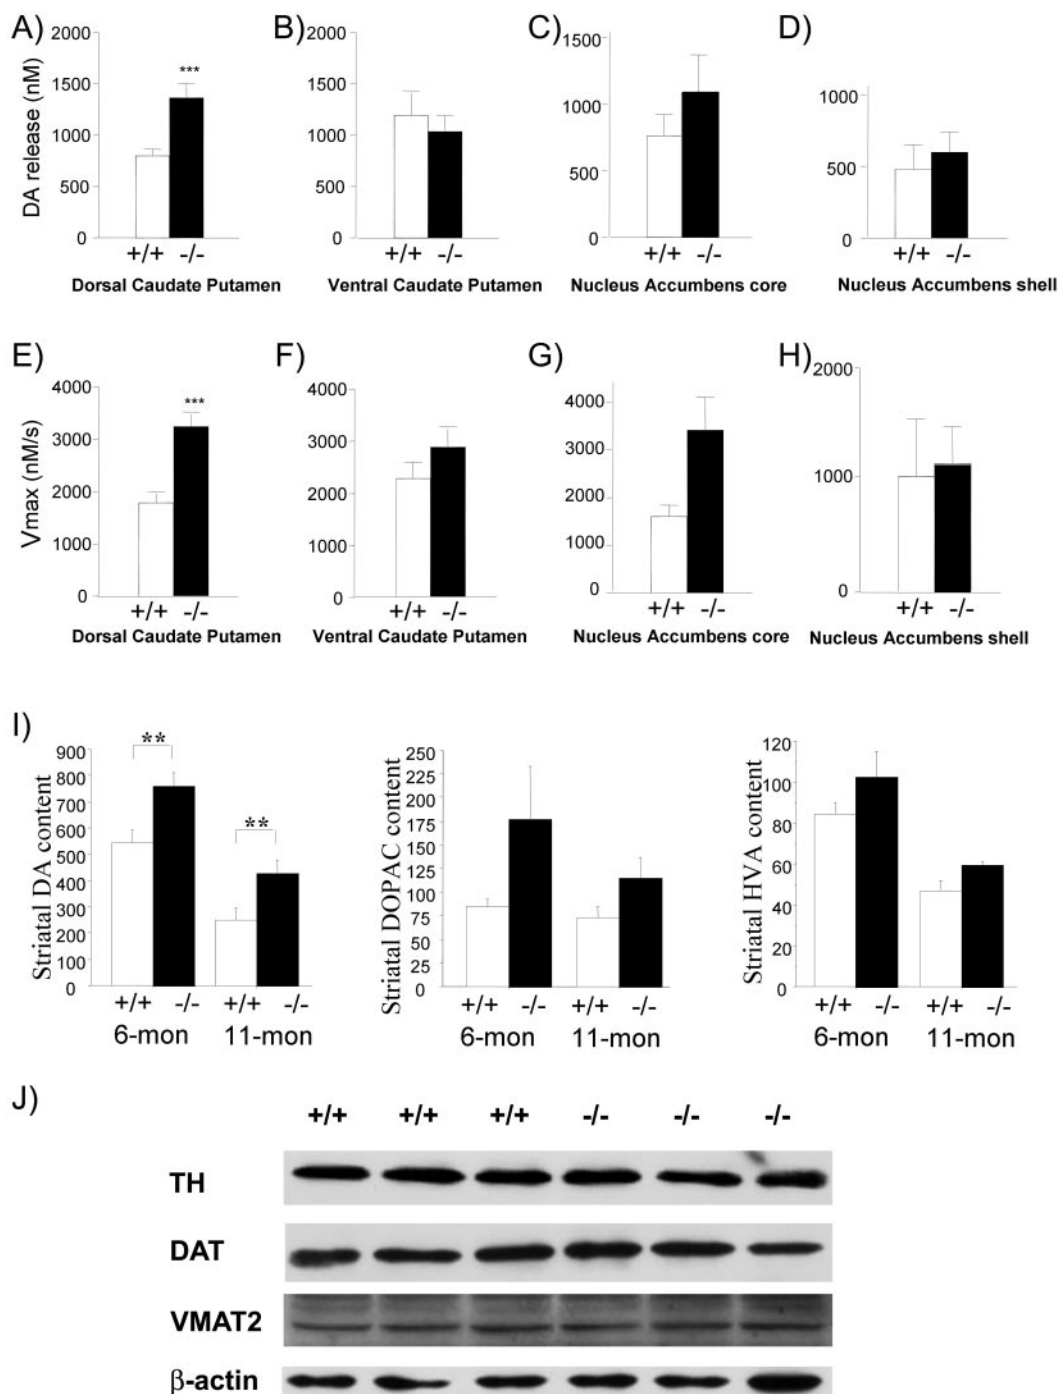 A)
B)
C)
D)
DA release (nM)
2000
1500
1000
500
0
***
+/+ -/-
Dorsal Caudate Putamen
2000
1500
1000
500
0
+/+ -/-
Ventral Caudate Putamen
1500
1000
500
0
+/+ -/-
Nucleus Accumbens core
1000
500
0
+/+ -/-
Nucleus Accumbens shell
E)
F)
G)
H)
Vmax (nM/s)
4000
3000
2000
1000
0
***
+/+ -/-
Dorsal Caudate Putamen
4000
3000
2000
1000
0
+/+ -/-
Ventral Caudate Putamen
4000
3000
2000
1000
0
+/+ -/-
Nucleus Accumbens core
2000
1000
0
+/+ -/-
Nucleus Accumbens shell
I)
Striatal DA content
900
800
700
600
500
400
300
200
100
0
**
**
+/+ -/- +/+ -/-
6-mon 11-mon
Striatal DOPAC content
250
225
200
175
150
125
100
75
50
25
0
+/+ -/- +/+ -/-
6-mon 11-mon
Striatal HVA content
120
100
80
60
40
20
0
+/+ -/- +/+ -/-
6-mon 11-mon
J)
+/+ +/+ +/+ -/- -/- -/-
TH
DAT
VMAT2
β-actin